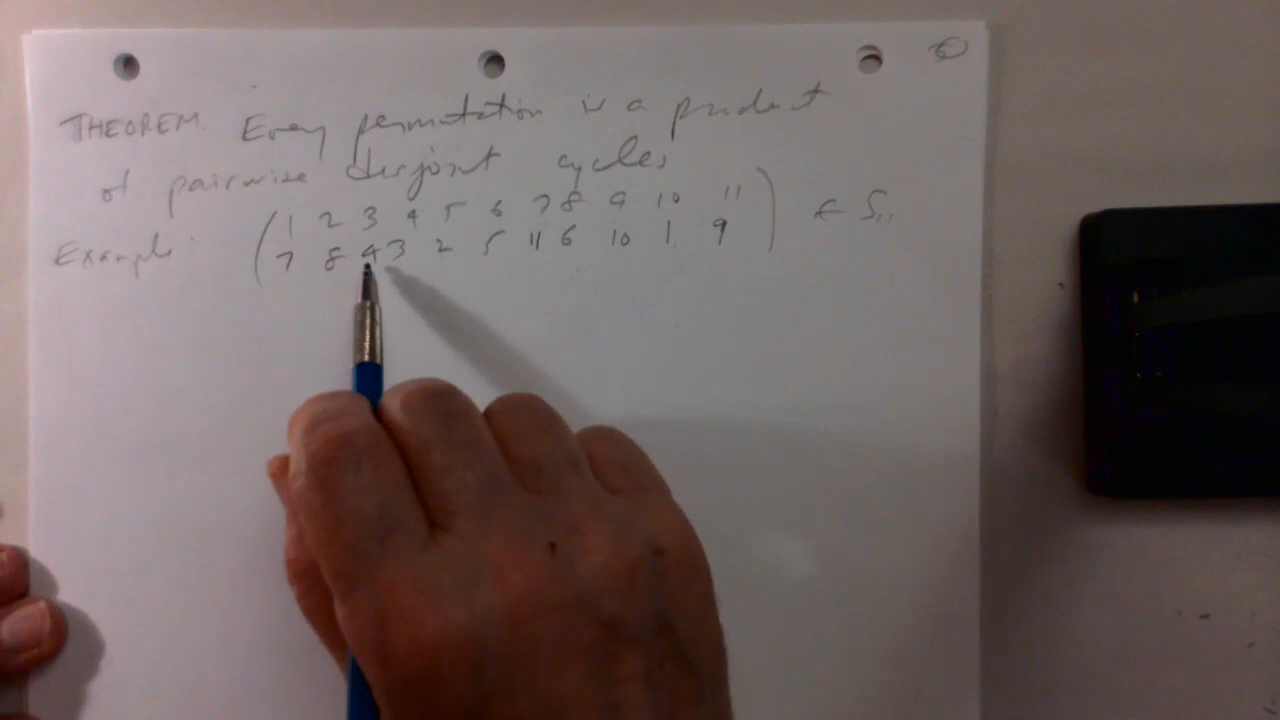 THEOREM. Every permutation is a product
of pairwise disjoint cycles
Example: ( 1 2 3 4 5 6 7 8 9 10 11 ) ∈ S₁₁
7 8 4 3 2 5 11 6 10 1 9